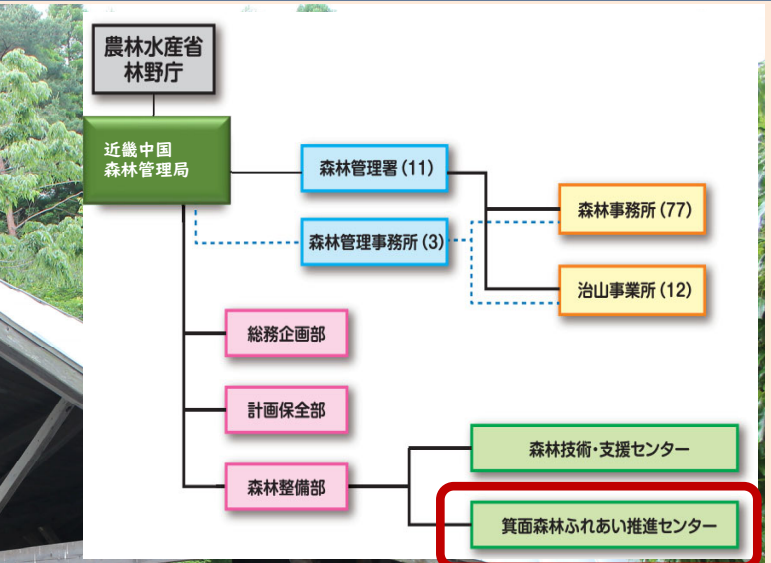 農林水産省
林野庁
近畿中国
森林管理局
森林管理署(11)
森林管理事務所(3)
森林事務所(77)
治山事業所(12)
総務企画部
計画保全部
森林整備部
森林技術・支援センター
箕面森林ふれあい推進センター